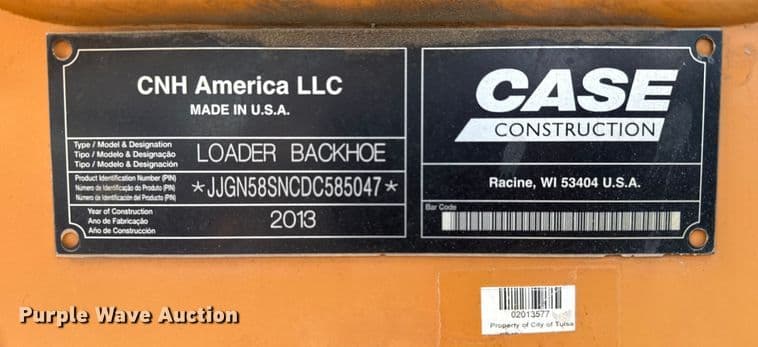 CNH America LLC
MADE IN U.S.A.
Type / Model & Designation
Tipo / Modelo & Designação
Tipo / Modelo & Designación
LOADER BACKHOE
Product Identification Number (PIN)
Número de Identificação do Produto (PIN)
Número de Identificación del Producto (PIN)
*JJGN58SNCDC585047*
Year of Construction
Ano de Fabricação
Año de Construcción
2013
CASE
CONSTRUCTION
Racine, WI 53404 U.S.A.
Bar Code
02013577
Property of City of Tulsa
Purple Wave Auction